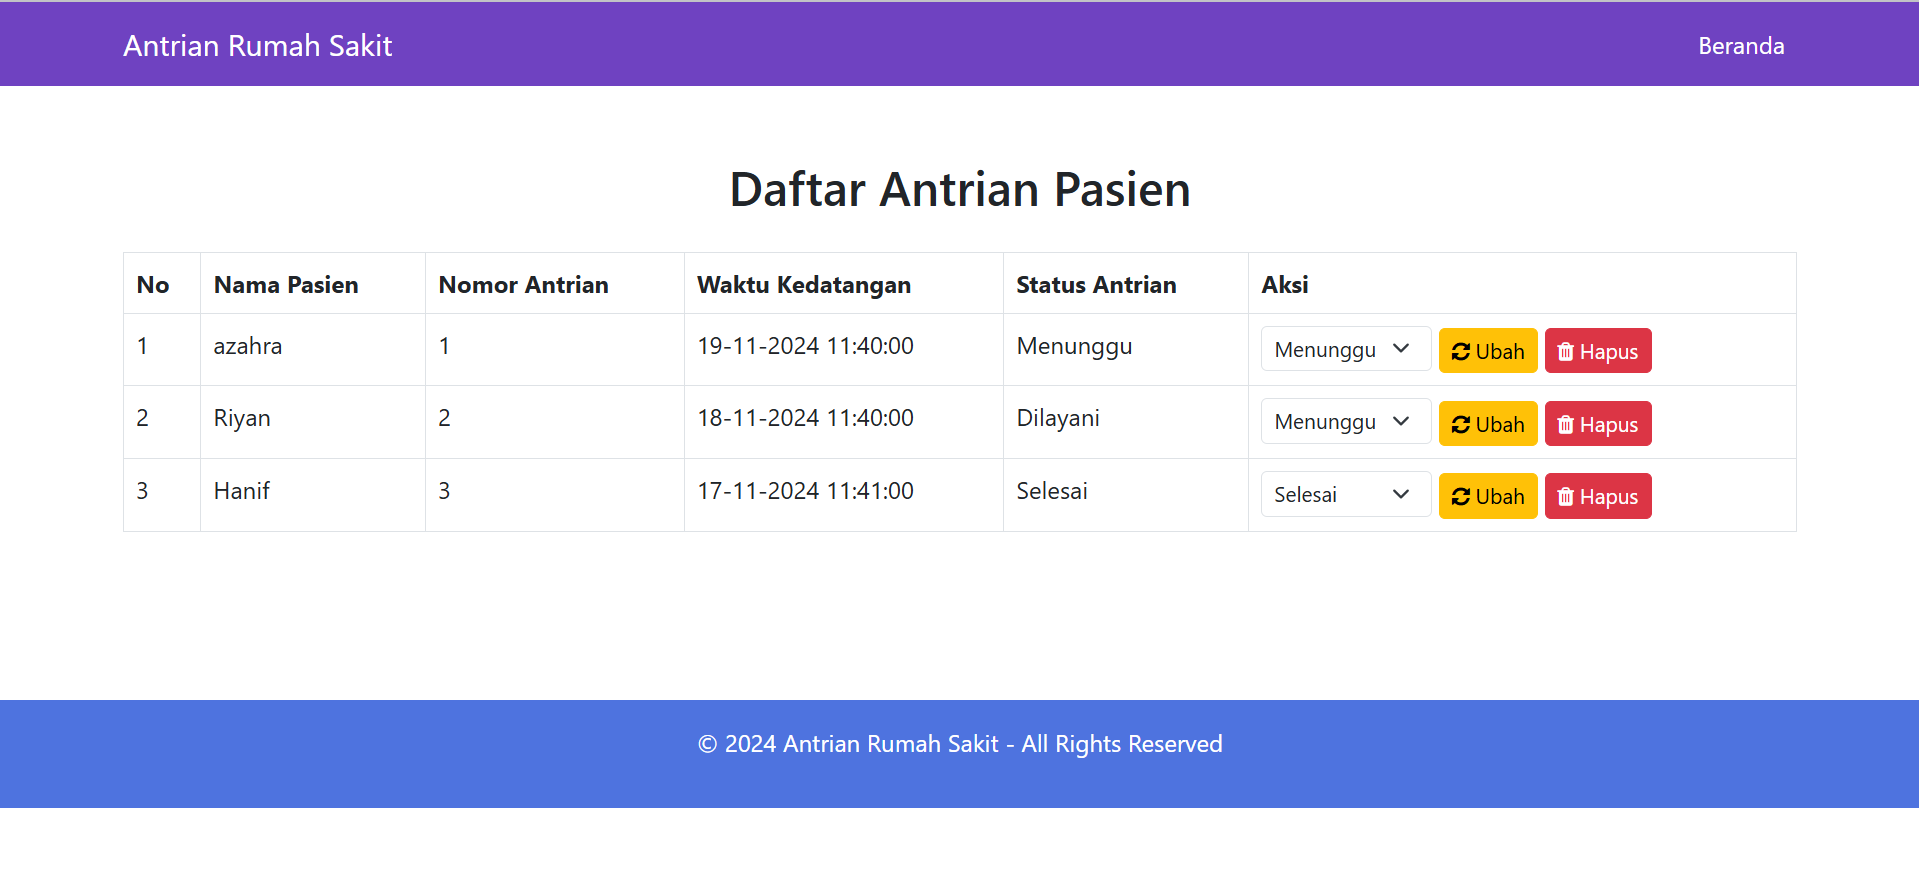 Antrian Rumah Sakit Beranda
Daftar Antrian Pasien
No Nama Pasien Nomor Antrian Waktu Kedatangan Status Antrian Aksi
1 azahra 1 19-11-2024 11:40:00 Menunggu Menunggu Ubah Hapus
2 Riyan 2 18-11-2024 11:40:00 Dilayani Menunggu Ubah Hapus
3 Hanif 3 17-11-2024 11:41:00 Selesai Selesai Ubah Hapus
© 2024 Antrian Rumah Sakit - All Rights Reserved